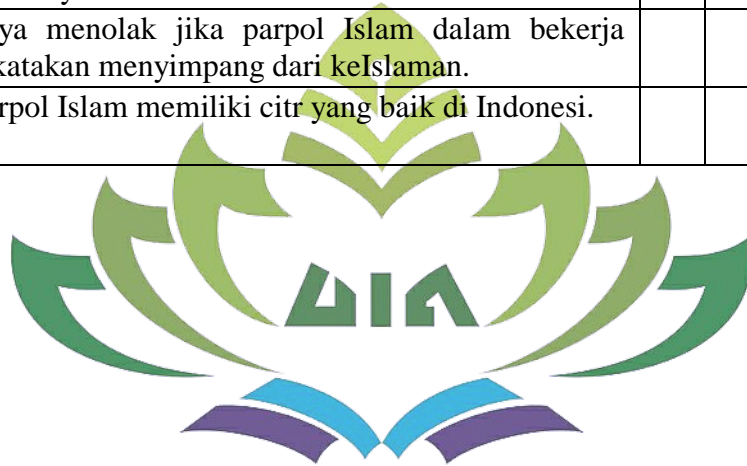 ya menolak jika parpol Islam dalam bekerja
katakan menyimpang dari keIslaman.
rpol Islam memiliki citr yang baik di Indonesi.
UIN